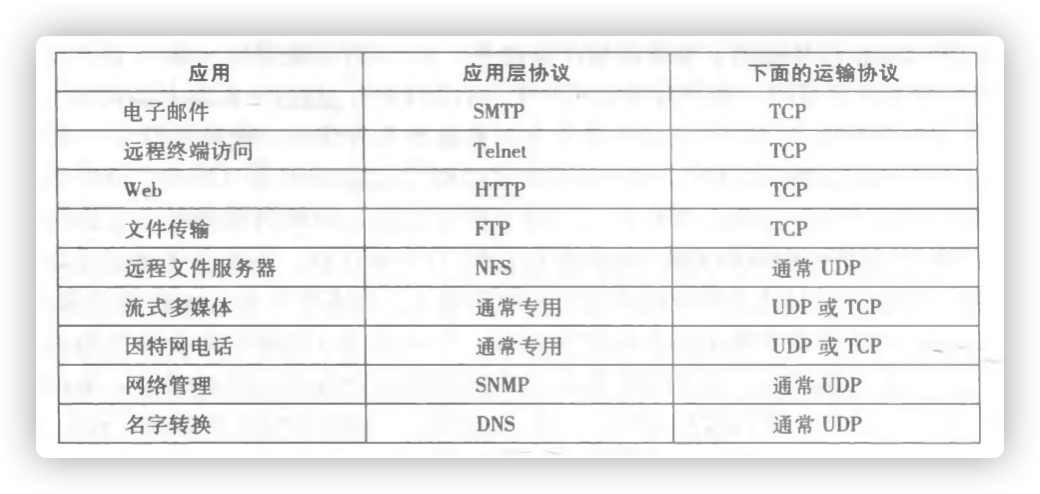 应用 应用层协议 下面的运输协议
电子邮件 SMTP TCP
远程终端访问 Telnet TCP
Web HTTP TCP
文件传输 FTP TCP
远程文件服务器 NFS 通常 UDP
流式多媒体 通常专用 UDP 或 TCP
因特网电话 通常专用 UDP 或 TCP
网络管理 SNMP 通常 UDP
名字转换 DNS 通常 UDP